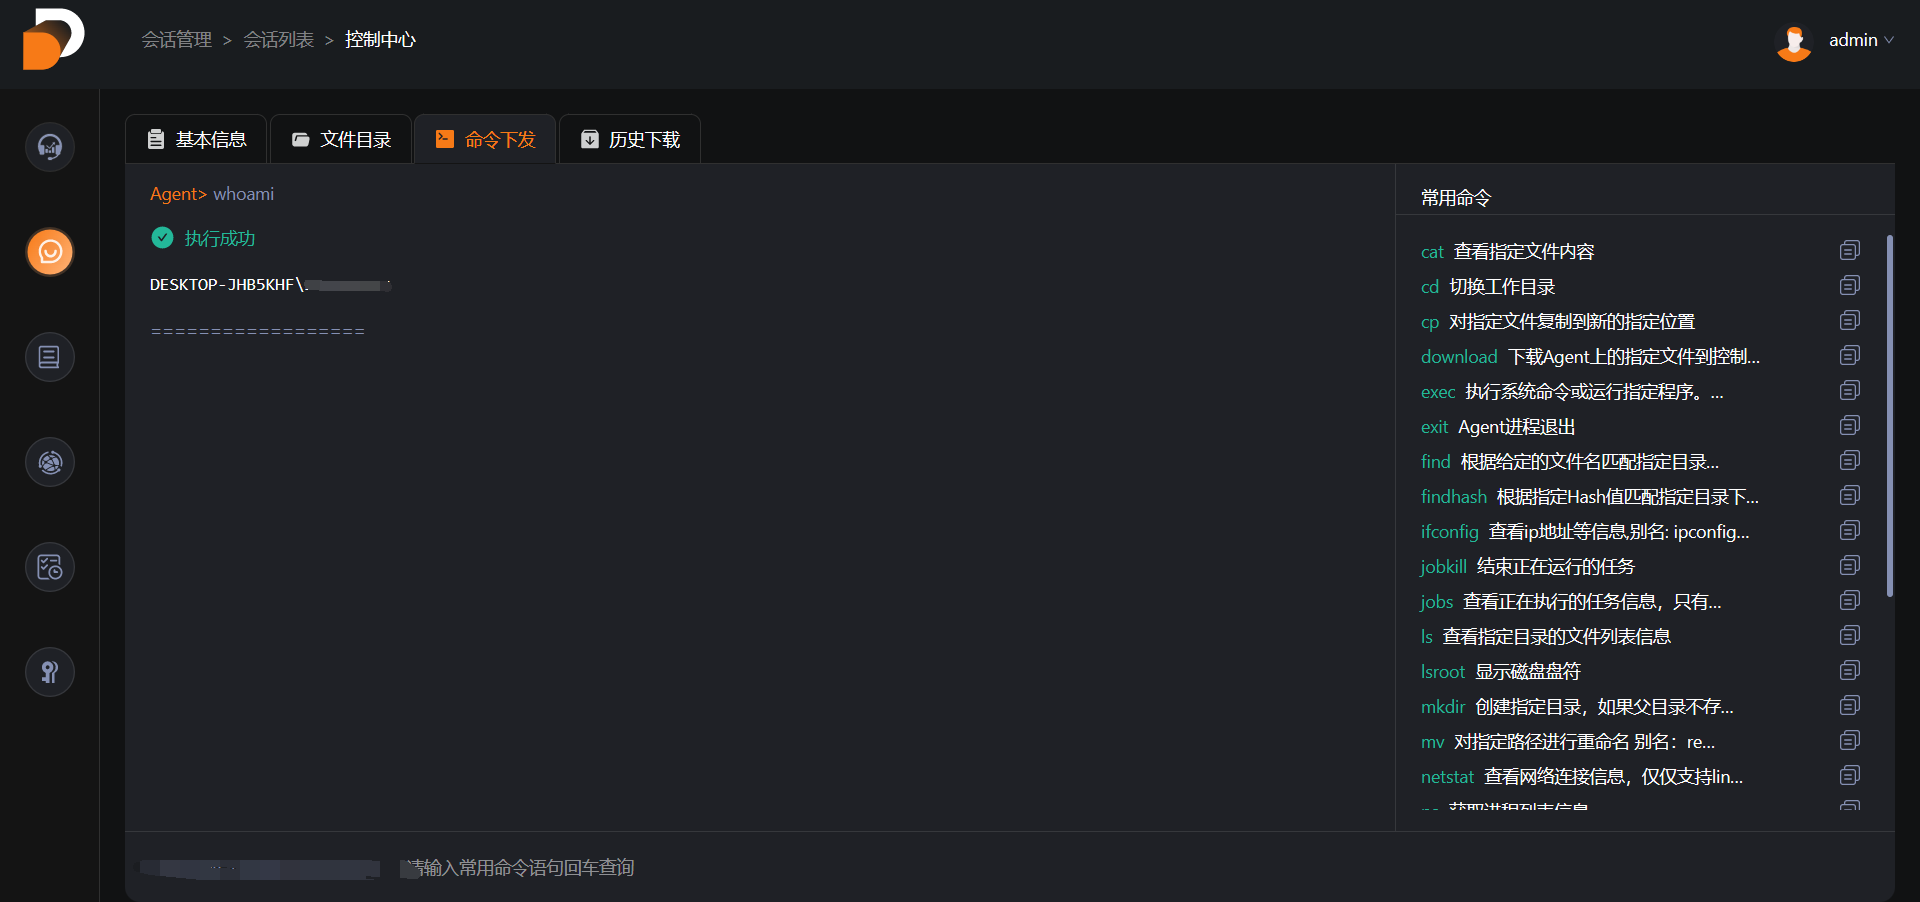 会话管理 > 会话列表 > 控制中心
admin
基本信息
文件目录
命令下发
历史下载
Agent> whoami
执行成功
DESKTOP-JHB5KHF\
==================
常用命令
cat 查看指定文件内容
cd 切换工作目录
cp 对指定文件复制到新的指定位置
download 下载Agent上的指定文件到控制...
exec 执行系统命令或运行指定程序。...
exit Agent进程退出
find 根据给定的文件名匹配指定目录...
findhash 根据指定Hash值匹配指定目录下...
ifconfig 查看ip地址等信息,别名: ipconfig...
jobkill 结束正在运行的任务
jobs 查看正在执行的任务信息，只有...
ls 查看指定目录的文件列表信息
lsroot 显示磁盘盘符
mkdir 创建指定目录，如果父目录不存...
mv 对指定路径进行重命名 别名：re...
netstat 查看网络连接信息，仅仅支持lin...
获取进程列表信息
请输入常用命令语句回车查询